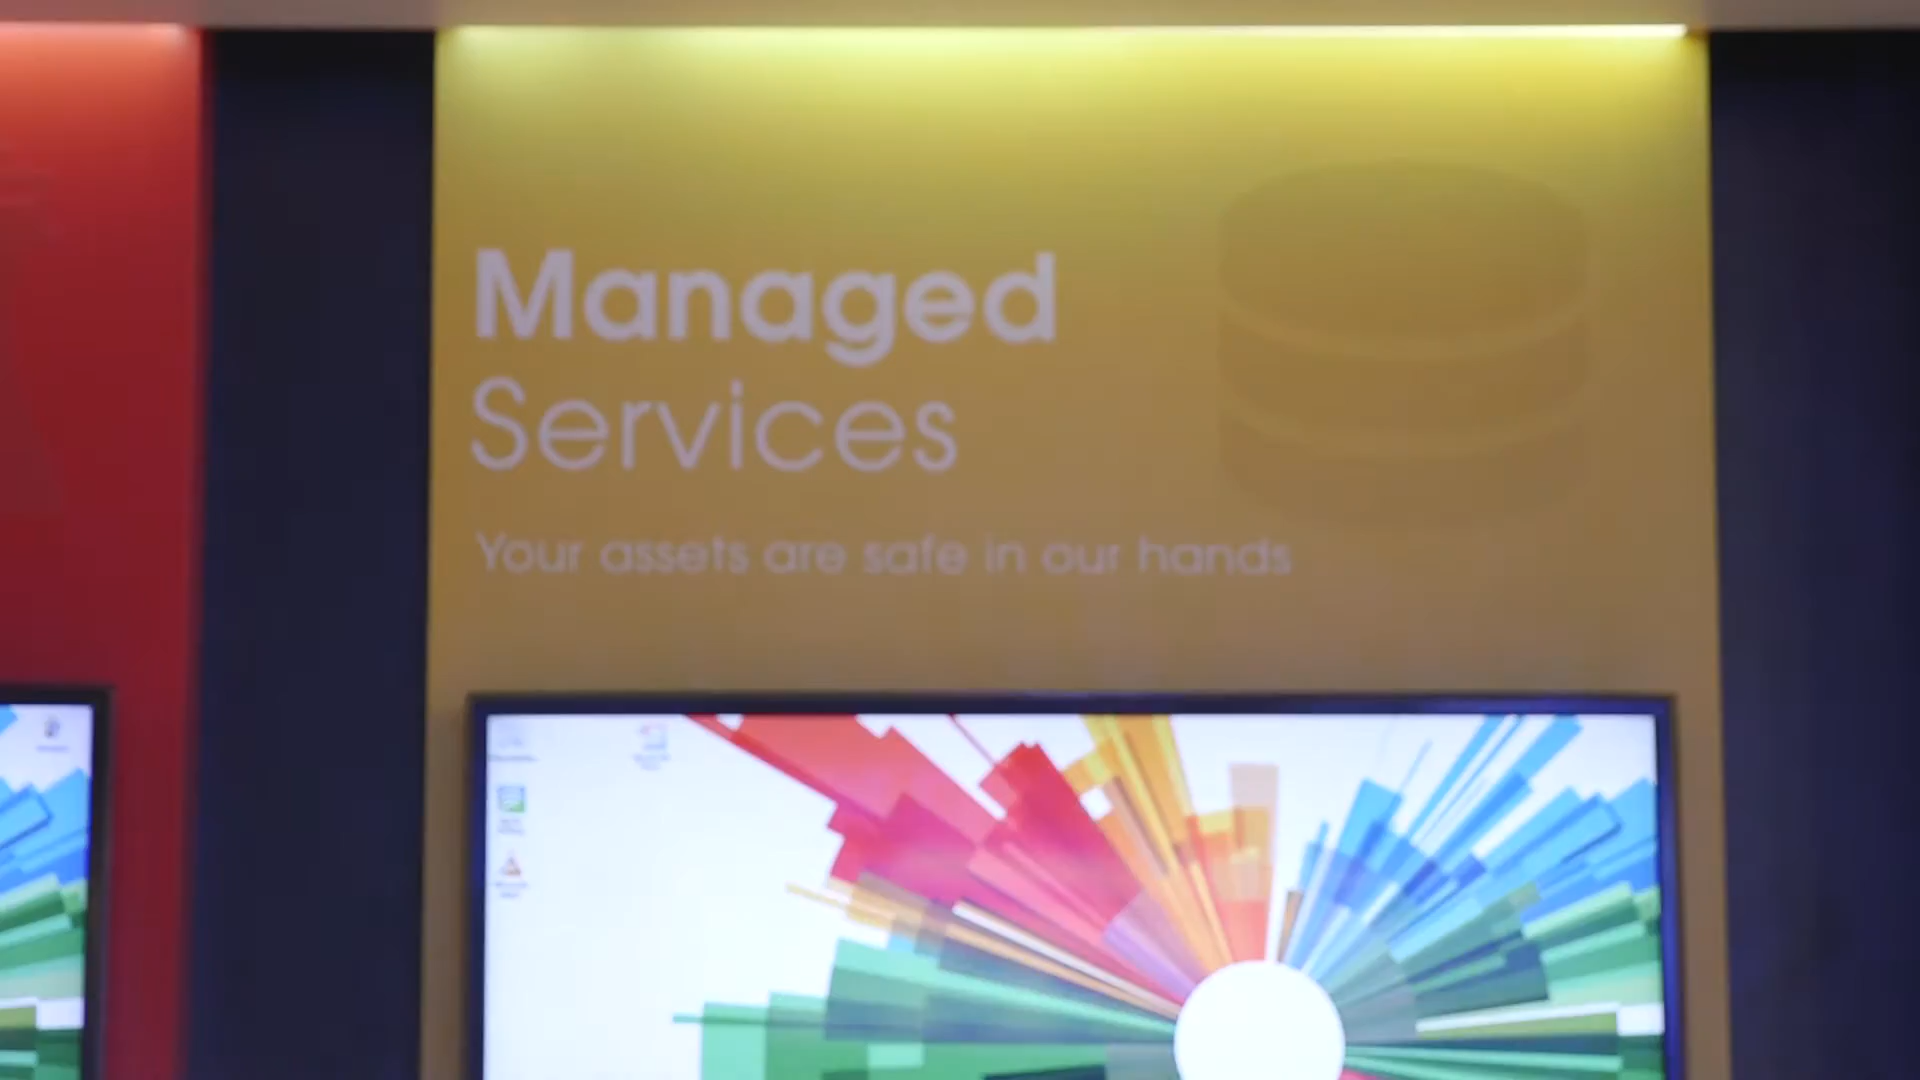 Managed
Services
Your assets are safe in our hands